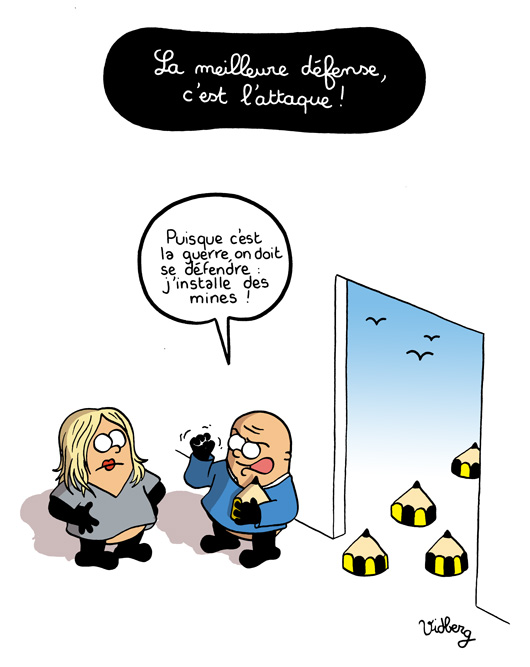 La meilleure défense,
c'est l'attaque !
Puisque c'est
la guerre, on doit
se défendre :
j'installe des
mines !
Vidberg